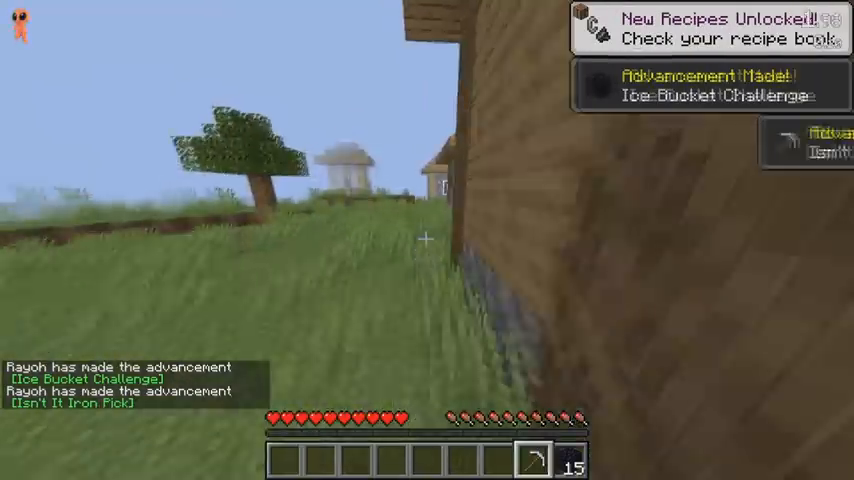 New Recipes Unlocked!
Check your recipe book
Advancement Made!
Ice Bucket Challenge
Rayoh has made the advancement
[Ice Bucket Challenge]
Rayoh has made the advancement
[Isn't It Iron Pick]
15